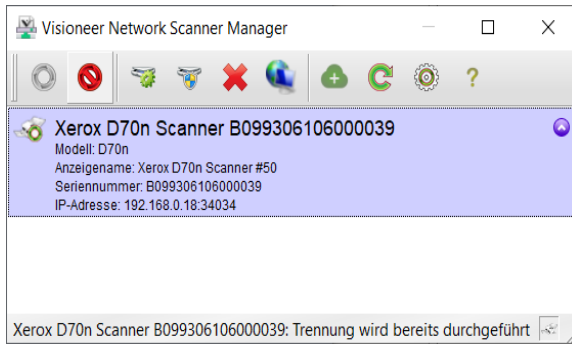 Visioneer Network Scanner Manager
?
Xerox D70n Scanner B099306106000039
Modell: D70n
Anzeigename: Xerox D70n Scanner #50
Seriennummer: B099306106000039
IP-Adresse: 192.168.0.18:34034
Xerox D70n Scanner B099306106000039: Trennung wird bereits durchgeführt